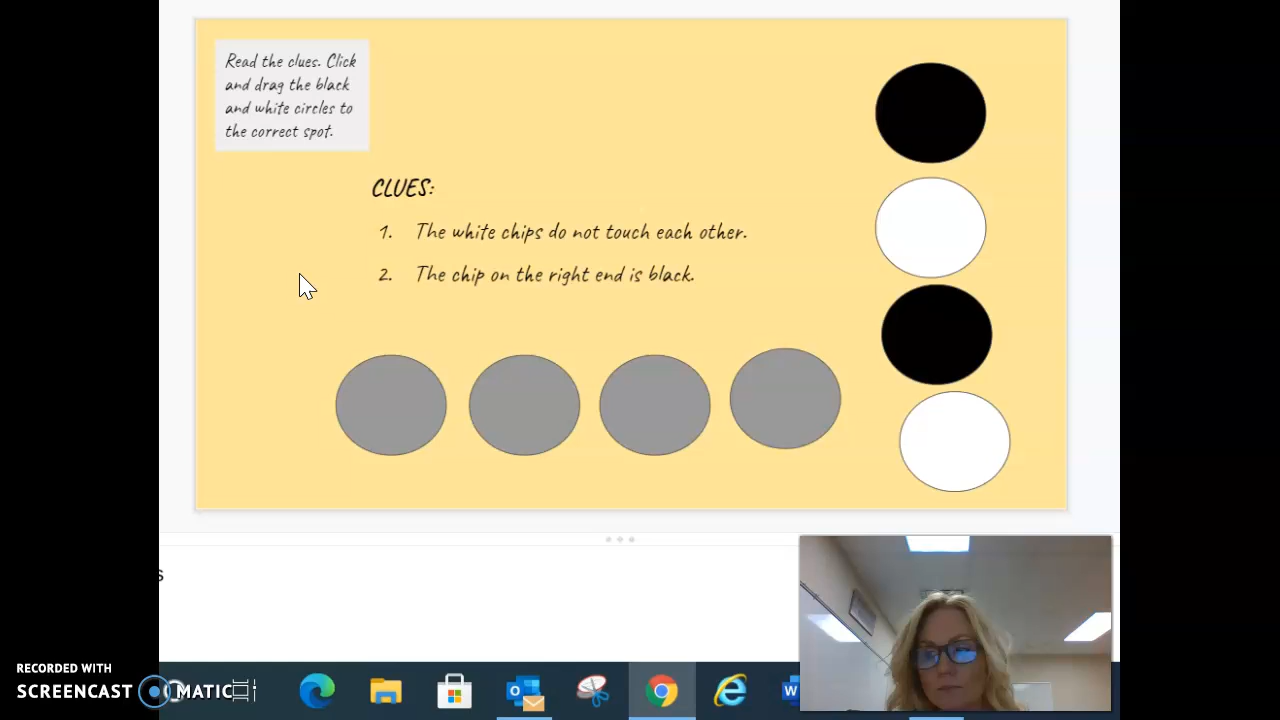 Read the clues. Click
and drag the black
and white circles to
the correct spot.
CLUES:
1. The white chips do not touch each other.
2. The chip on the right end is black.
s
RECORDED WITH
SCREENCAST MATIC